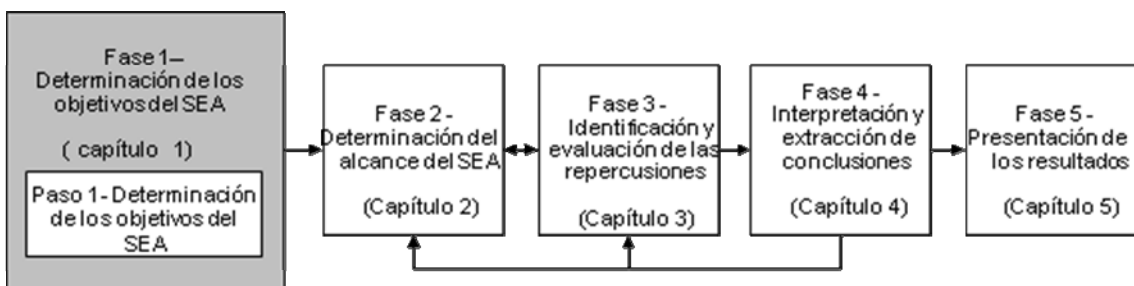 Fase 1–
Determinación de los
objetivos del SEA
( capítulo 1)
Paso 1- Determinación
de los objetivos del
SEA
Fase 2 -
Determinación del
alcance del SEA
(Capítulo 2)
Fase 3 -
Identificación y
evaluación de las
repercusiones
(Capítulo 3)
Fase 4 -
Interpretación y
extracción de
conclusiones
(Capítulo 4)
Fase 5 -
Presentación de
los resultados
(Capítulo 5)